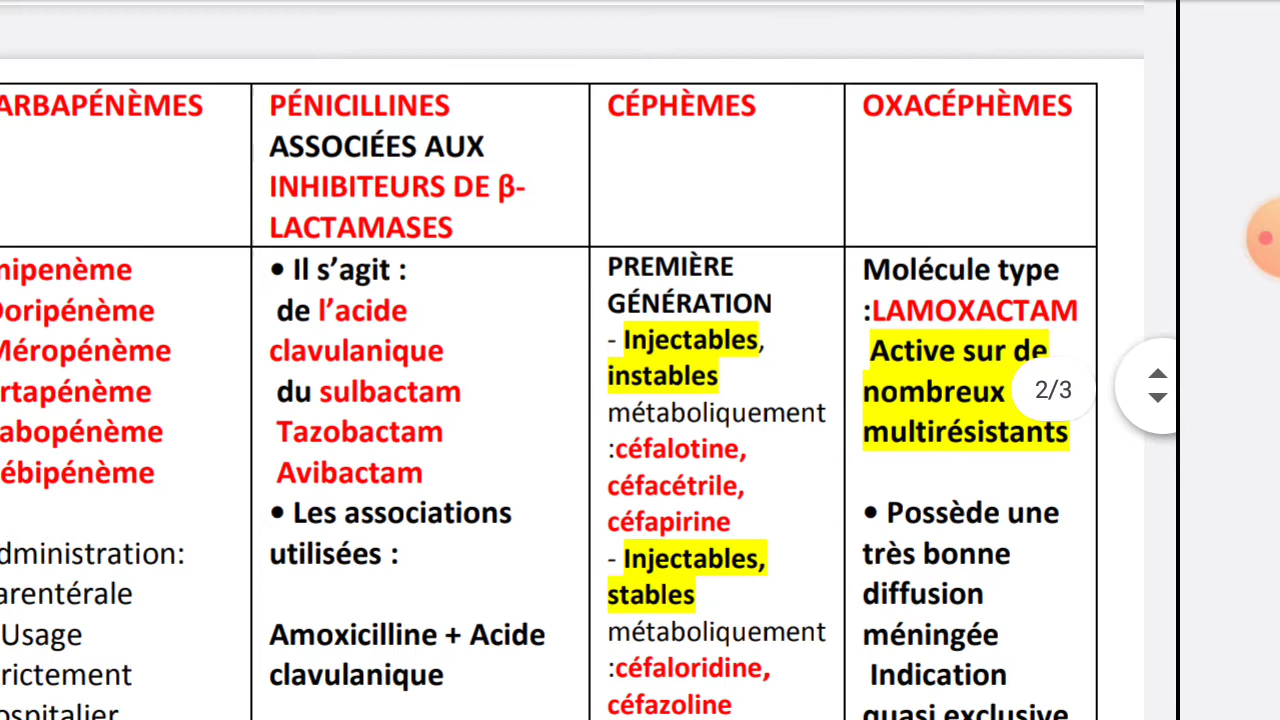 ARBAPÉNÈMES
nipenème
Doripénème
Méropénème
rtapénème
abopénème
ébipénème
dministration:
arentérale
Usage
rictement
ospitalier
PÉNICILLINES
ASSOCIÉES AUX
INHIBITEURS DE β-
LACTAMASES
• Il s’agit :
de l’acide
clavulanique
du sulbactam
Tazobactam
Avibactam
• Les associations
utilisées :
Amoxicilline + Acide
clavulanique
CÉPHÈMES
PREMIÈRE
GÉNÉRATION
- Injectables,
instables
métaboliquement
:céfalotine,
céfacétrile,
céfapirine
- Injectables,
stables
métaboliquement
:céfaloridine,
céfazoline
OXACÉPHÈMES
Molécule type
:LAMOXACTAM
Active sur de
nombreux
multirésistants
• Possède une
très bonne
diffusion
méningée
Indication
quasi exclusive
2/3